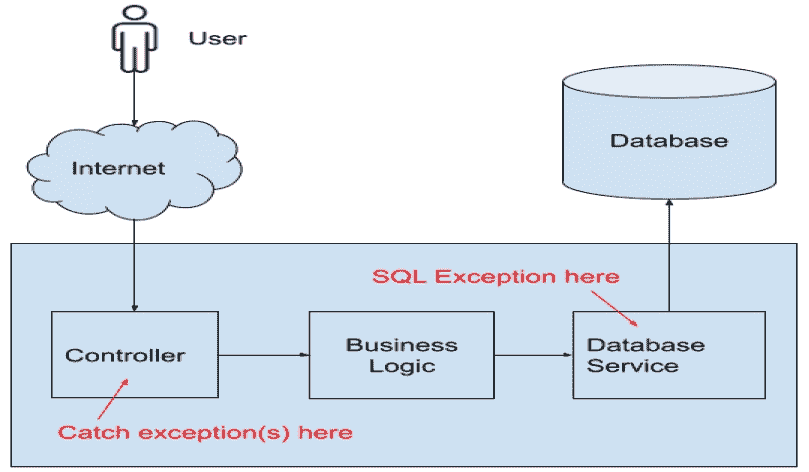 User
Internet
Database
SQL Exception here
Controller
Business
Logic
Database
Service
Catch exception(s) here